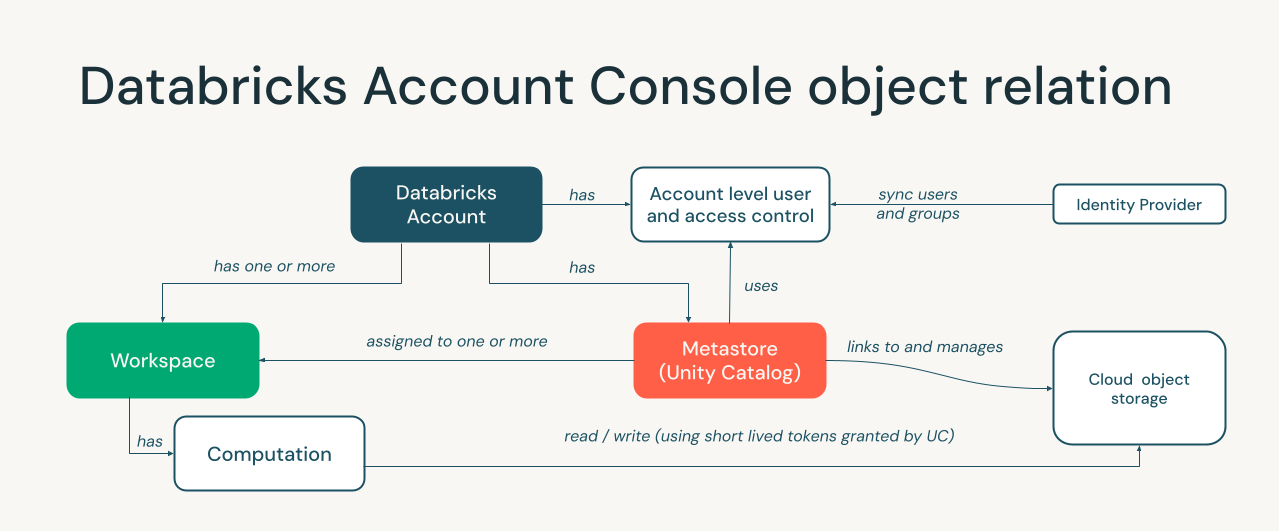 Databricks Account Console object relation
Databricks
Account
has
Account level user
and access control
sync users
and groups
Identity Provider
has one or more
has
uses
Workspace
assigned to one or more
Metastore
(Unity Catalog)
links to and manages
Cloud object
storage
has
Computation
read / write (using short lived tokens granted by UC)